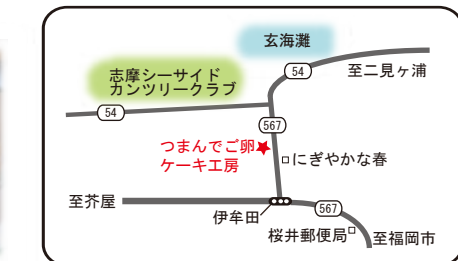 玄海灘
54
至二見ヶ浦
志摩シーサイド
カンツリークラブ
54
567
つまんでご卵
ケーキ工房
にぎやかな春
至芥屋
伊牟田
567
桜井郵便局
至福岡市